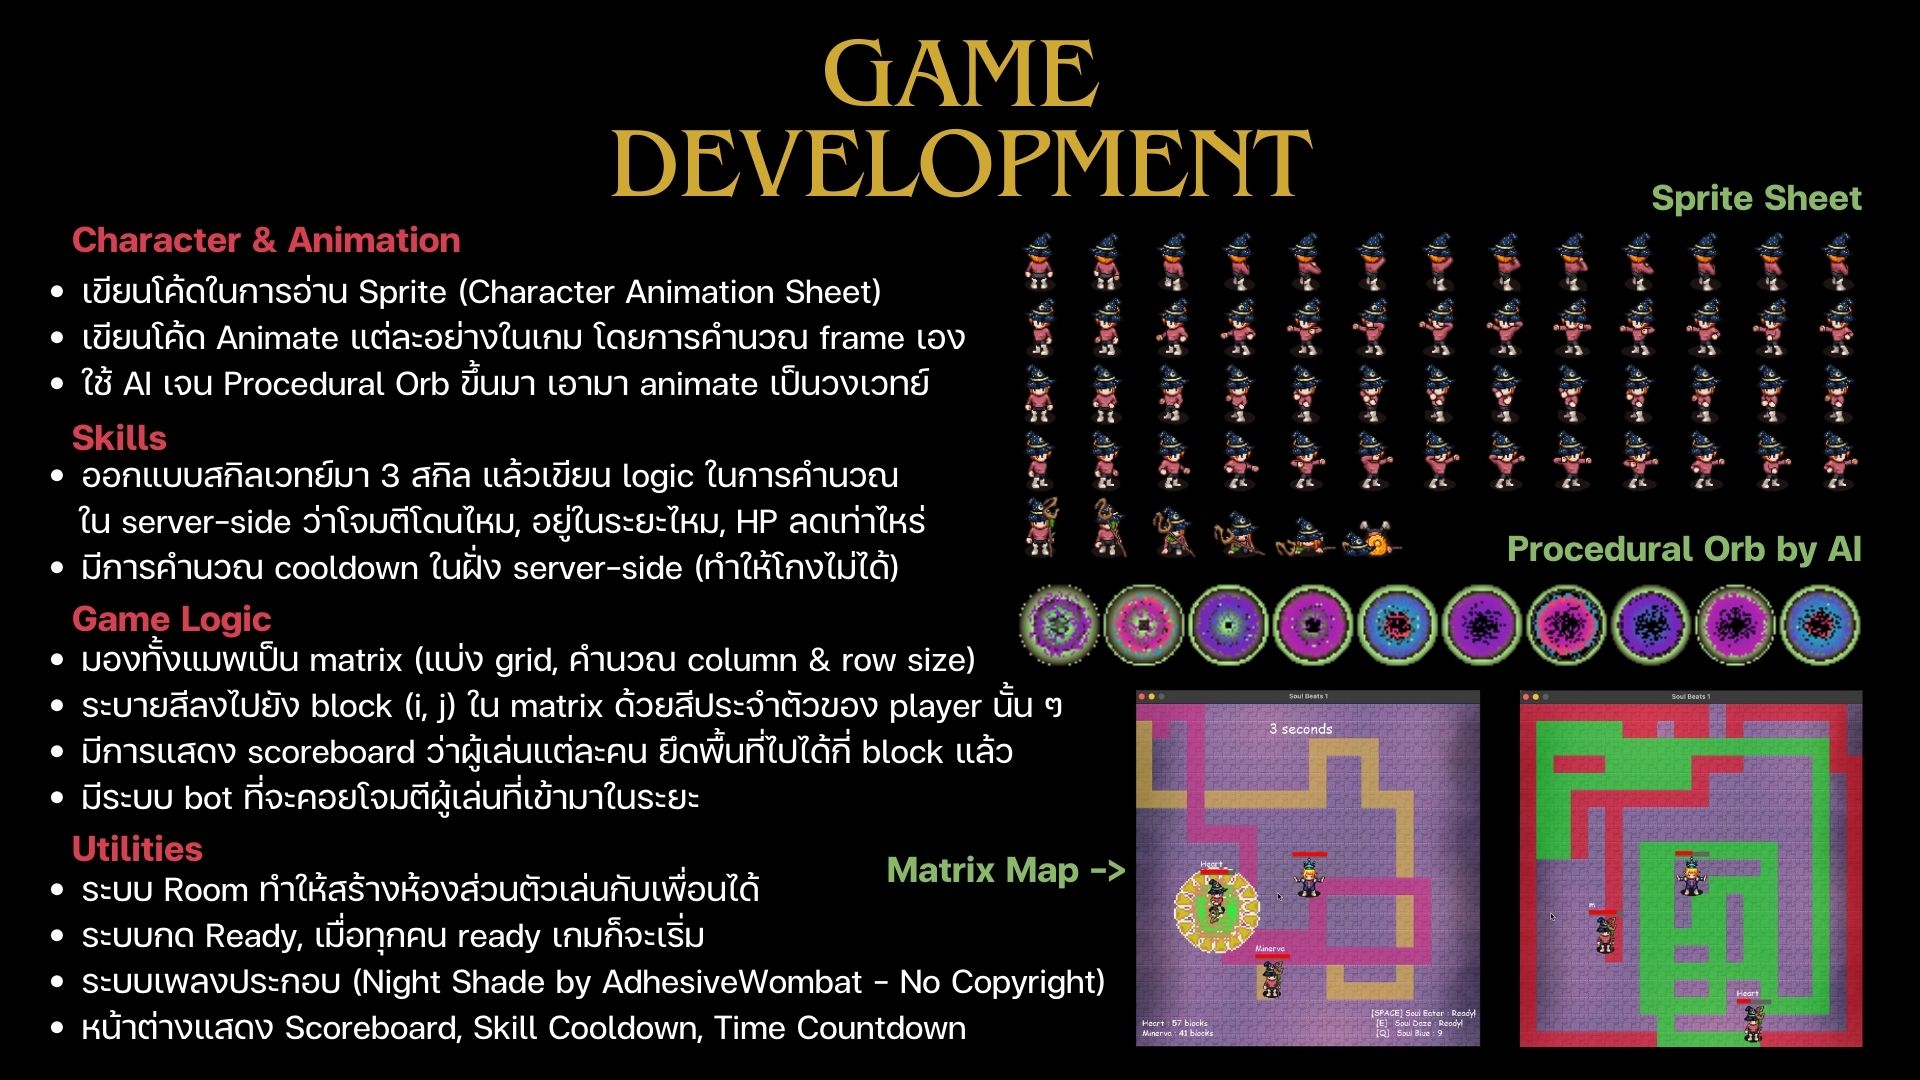 GAME
DEVELOPMENT
Character & Animation
• เขียนโค้ดในการอ่าน Sprite (Character Animation Sheet)
• เขียนโค้ด Animate แต่ละอย่างในเกม โดยการคำนวณ frame เอง
• ใช้ AI เจน Procedural Orb ขึ้นมา เอามา animate เป็นวงเวทย์
Skills
• ออกแบบสกิลเวทย์มา 3 สกิล แล้วเขียน logic ในการคำนวณ
ใน server-side ว่าโจมตีโดนไหม, อยู่ในระยะไหม, HP ลดเท่าไหร่
• มีการคำนวณ cooldown ในฝั่ง server-side (ทำให้โกงไม่ได้)
Game Logic
• มองทั้งแมพเป็น matrix (แบ่ง grid, คำนวณ column & row size)
• ระบายสีลงไปยัง block (i, j) ใน matrix ด้วยสีประจำตัวของ player นั้น ๆ
• มีการแสดง scoreboard ว่าผู้เล่นแต่ละคน ยึดพื้นที่ไปได้กี่ block แล้ว
• มีระบบ bot ที่จะคอยโจมตีผู้เล่นที่เข้ามาในระยะ
Utilities
• ระบบ Room ทำให้สร้างห้องส่วนตัวเล่นกับเพื่อนได้
• ระบบกด Ready, เมื่อทุกคน ready เกมก็จะเริ่ม
• ระบบเพลงประกอบ (Night Shade by AdhesiveWombat - No Copyright)
• หน้าต่างแสดง Scoreboard, Skill Cooldown, Time Countdown
Sprite Sheet
Procedural Orb by AI
Matrix Map ->
Soul Beats 1
3 seconds
Heart
Minerva
Heart : 57 blocks
Minerva : 41 blocks
[SPACE] Soul Eater : Ready!
[E] Soul Daze : Ready!
[Q] Soul Blue : 9
Soul Beats 1
m
Heart